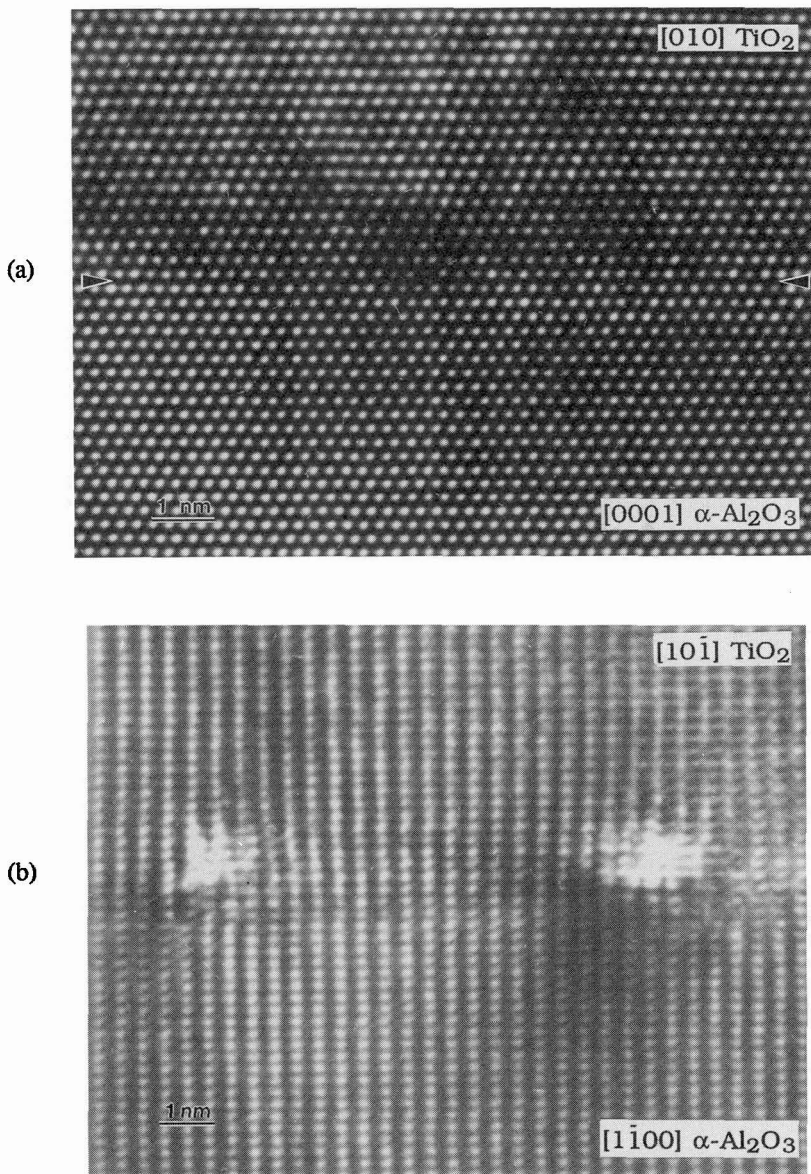 [010] TiO₂
(a)
1 nm
[0001] α-Al₂O₃
[101̄] TiO₂
(b)
1 nm
[11̄00] α-Al₂O₃